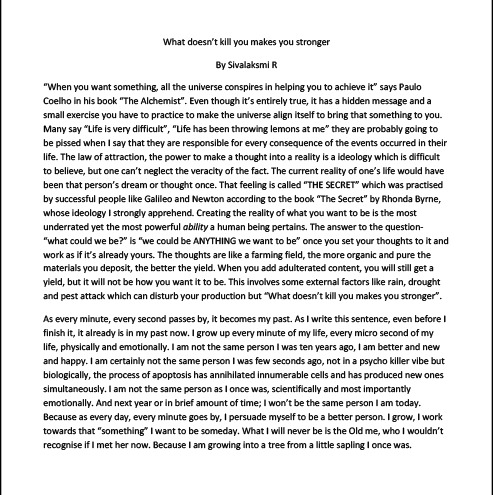 What doesn't kill you makes you stronger
By Sivalaksmi R
“When you want something, all the universe conspires in helping you to achieve it” says Paulo
Coelho in his book “The Alchemist”. Even though it's entirely true, it has a hidden message and a
small exercise you have to practice to make the universe align itself to bring that something to you.
Many say “Life is very difficult”, “Life has been throwing lemons at me” they are probably going to
be pissed when I say that they are responsible for every consequence of the events occurred in their
life. The law of attraction, the power to make a thought into a reality is a ideology which is difficult
to believe, but one can't neglect the veracity of the fact. The current reality of one's life would have
been that person's dream or thought once. That feeling is called “THE SECRET” which was practised
by successful people like Galileo and Newton according to the book “The Secret” by Rhonda Byrne,
whose ideology I strongly apprehend. Creating the reality of what you want to be is the most
underrated yet the most powerful ability a human being pertains. The answer to the question-
“what could we be?” is “we could be ANYTHING we want to be” once you set your thoughts to it and
work as if it's already yours. The thoughts are like a farming field, the more organic and pure the
materials you deposit, the better the yield. When you add adulterated content, you will still get a
yield, but it will not be how you want it to be. This involves some external factors like rain, drought
and pest attack which can disturb your production but “What doesn't kill you makes you stronger”.
As every minute, every second passes by, it becomes my past. As I write this sentence, even before I
finish it, it already is in my past now. I grow up every minute of my life, every micro second of my
life, physically and emotionally. I am not the same person I was ten years ago, I am better and new
and happy. I am certainly not the same person I was few seconds ago, not in a psycho killer vibe but
biologically, the process of apoptosis has annihilated innumerable cells and has produced new ones
simultaneously. I am not the same person as I once was, scientifically and most importantly
emotionally. And next year or in brief amount of time; I won't be the same person I am today.
Because as every day, every minute goes by, I persuade myself to be a better person. I grow, I work
towards that “something” I want to be someday. What I will never be is the Old me, who I wouldn't
recognise if I met her now. Because I am growing into a tree from a little sapling I once was.